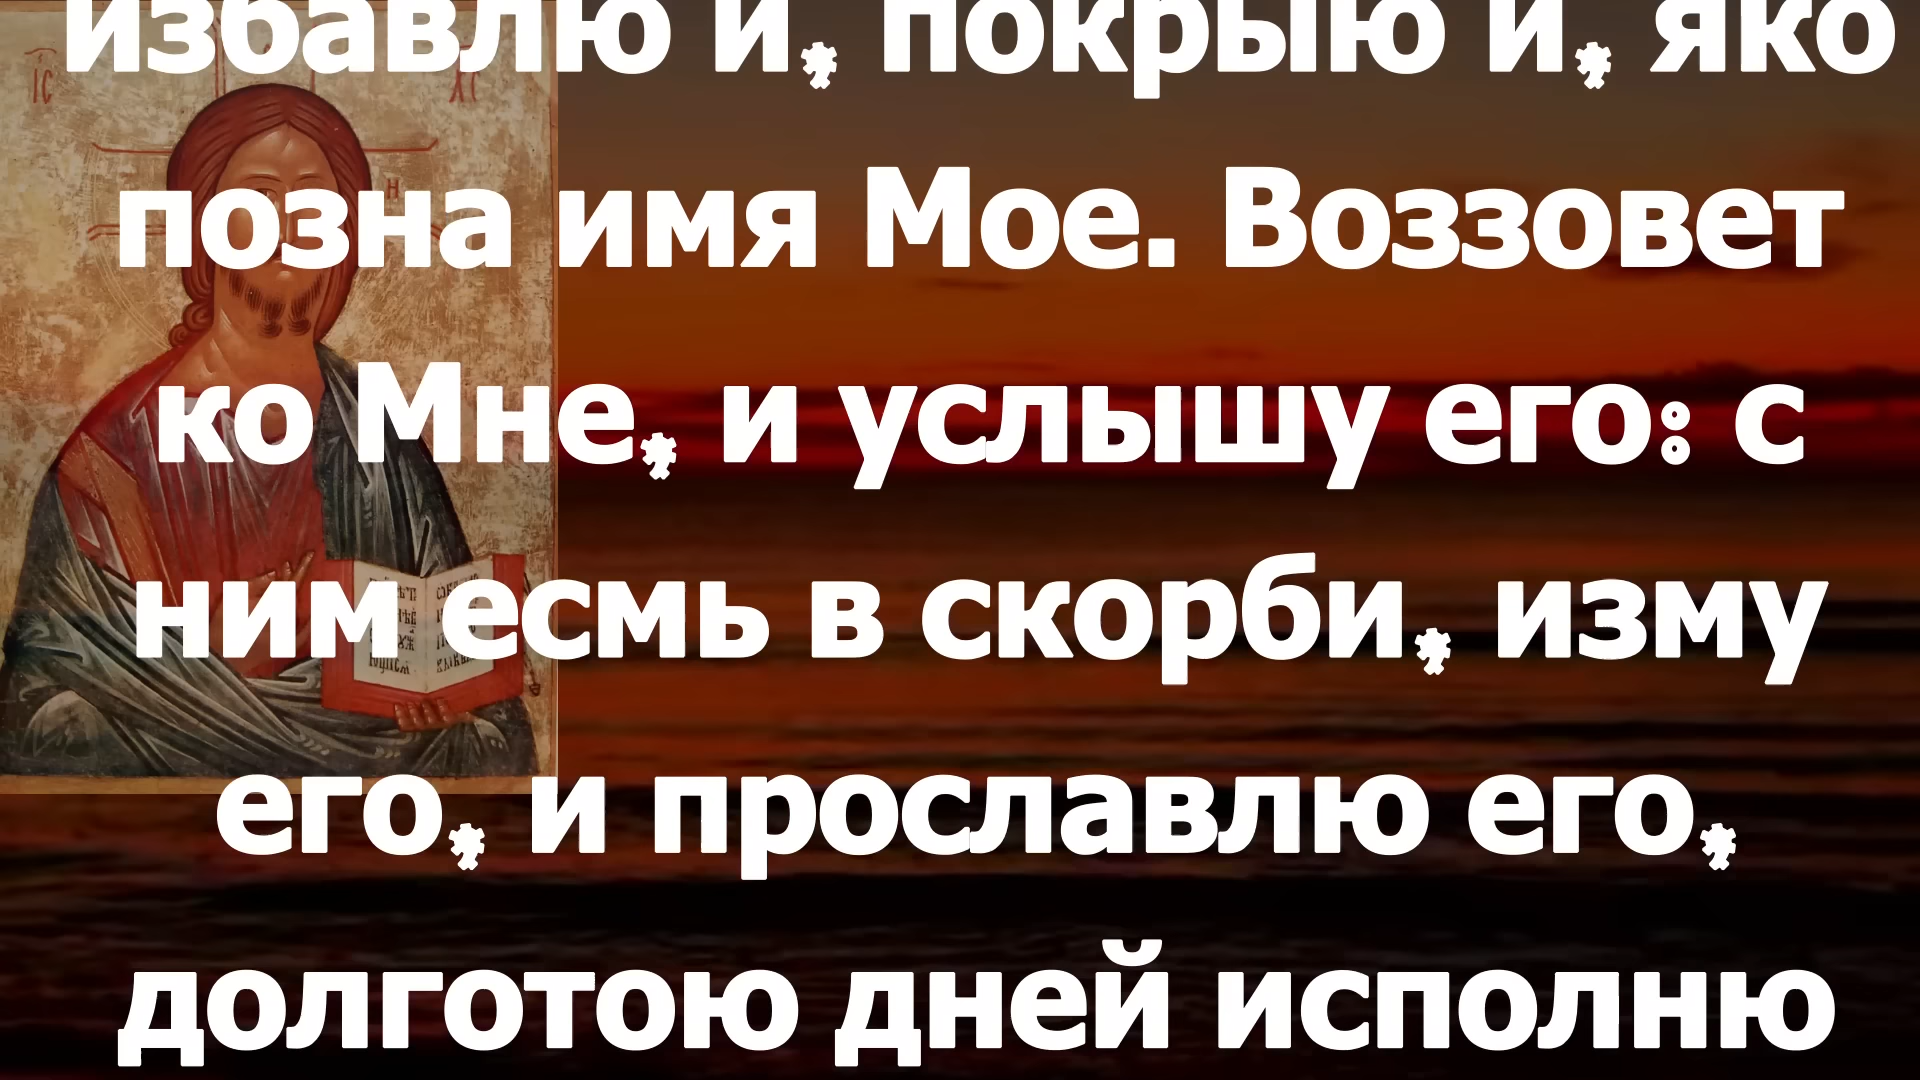 избавлю и, покрыю и, яко
позна имя Мое. Воззовет
ко Мне, и услышу его: с
ним есмь в скорби, изму
его, и прославлю его,
долготою дней исполню